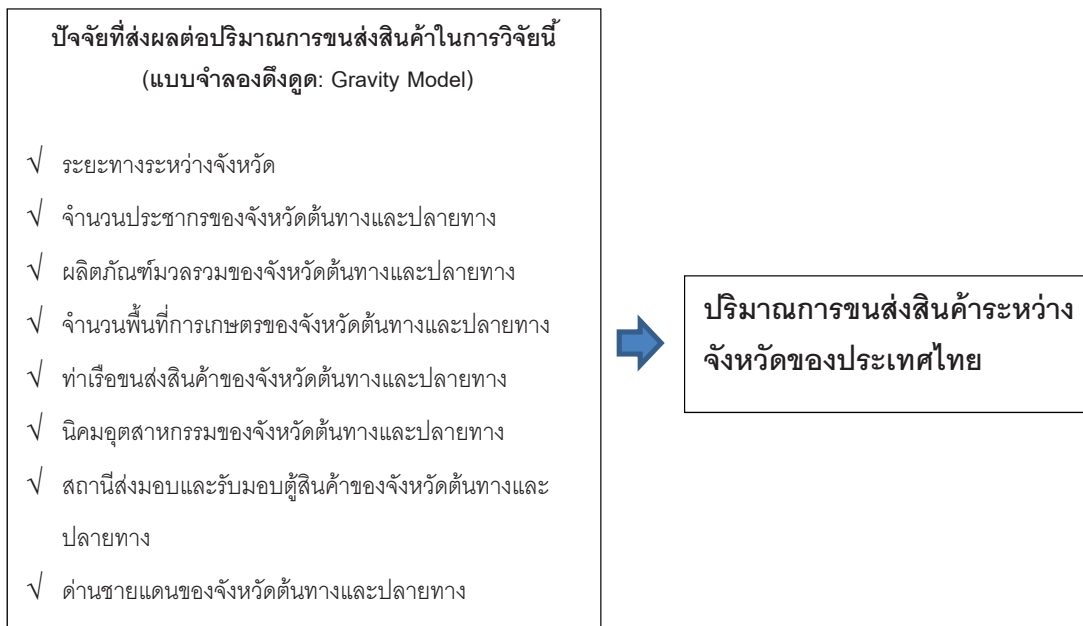 ปัจจัยที่ส่งผลต่อปริมาณการขนส่งสินค้าในการวิจัยนี้
(แบบจำลองดึงดูด: Gravity Model)
√ ระยะทางระหว่างจังหวัด
√ จำนวนประชากรของจังหวัดต้นทางและปลายทาง
√ ผลิตภัณฑ์มวลรวมของจังหวัดต้นทางและปลายทาง
√ จำนวนพื้นที่การเกษตรของจังหวัดต้นทางและปลายทาง
√ ท่าเรือขนส่งสินค้าของจังหวัดต้นทางและปลายทาง
√ นิคมอุตสาหกรรมของจังหวัดต้นทางและปลายทาง
√ สถานีส่งมอบและรับมอบตู้สินค้าของจังหวัดต้นทางและ
ปลายทาง
√ ด่านชายแดนของจังหวัดต้นทางและปลายทาง
ปริมาณการขนส่งสินค้าระหว่าง
จังหวัดของประเทศไทย